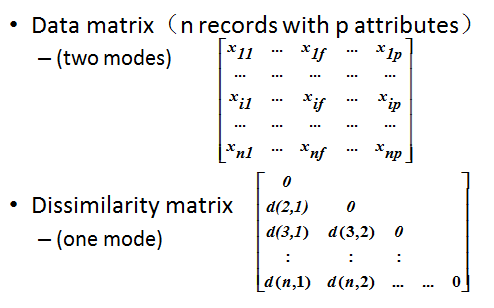 • Data matrix（n records with p attributes）
– (two modes)
x11 ... x1f ... x1p
... ... ... ... ...
xi1 ... xif ... xip
... ... ... ... ...
xn1 ... xnf ... xnp
• Dissimilarity matrix
– (one mode)
0
d(2,1) 0
d(3,1) d(3,2) 0
: : :
d(n,1) d(n,2) ... ... 0